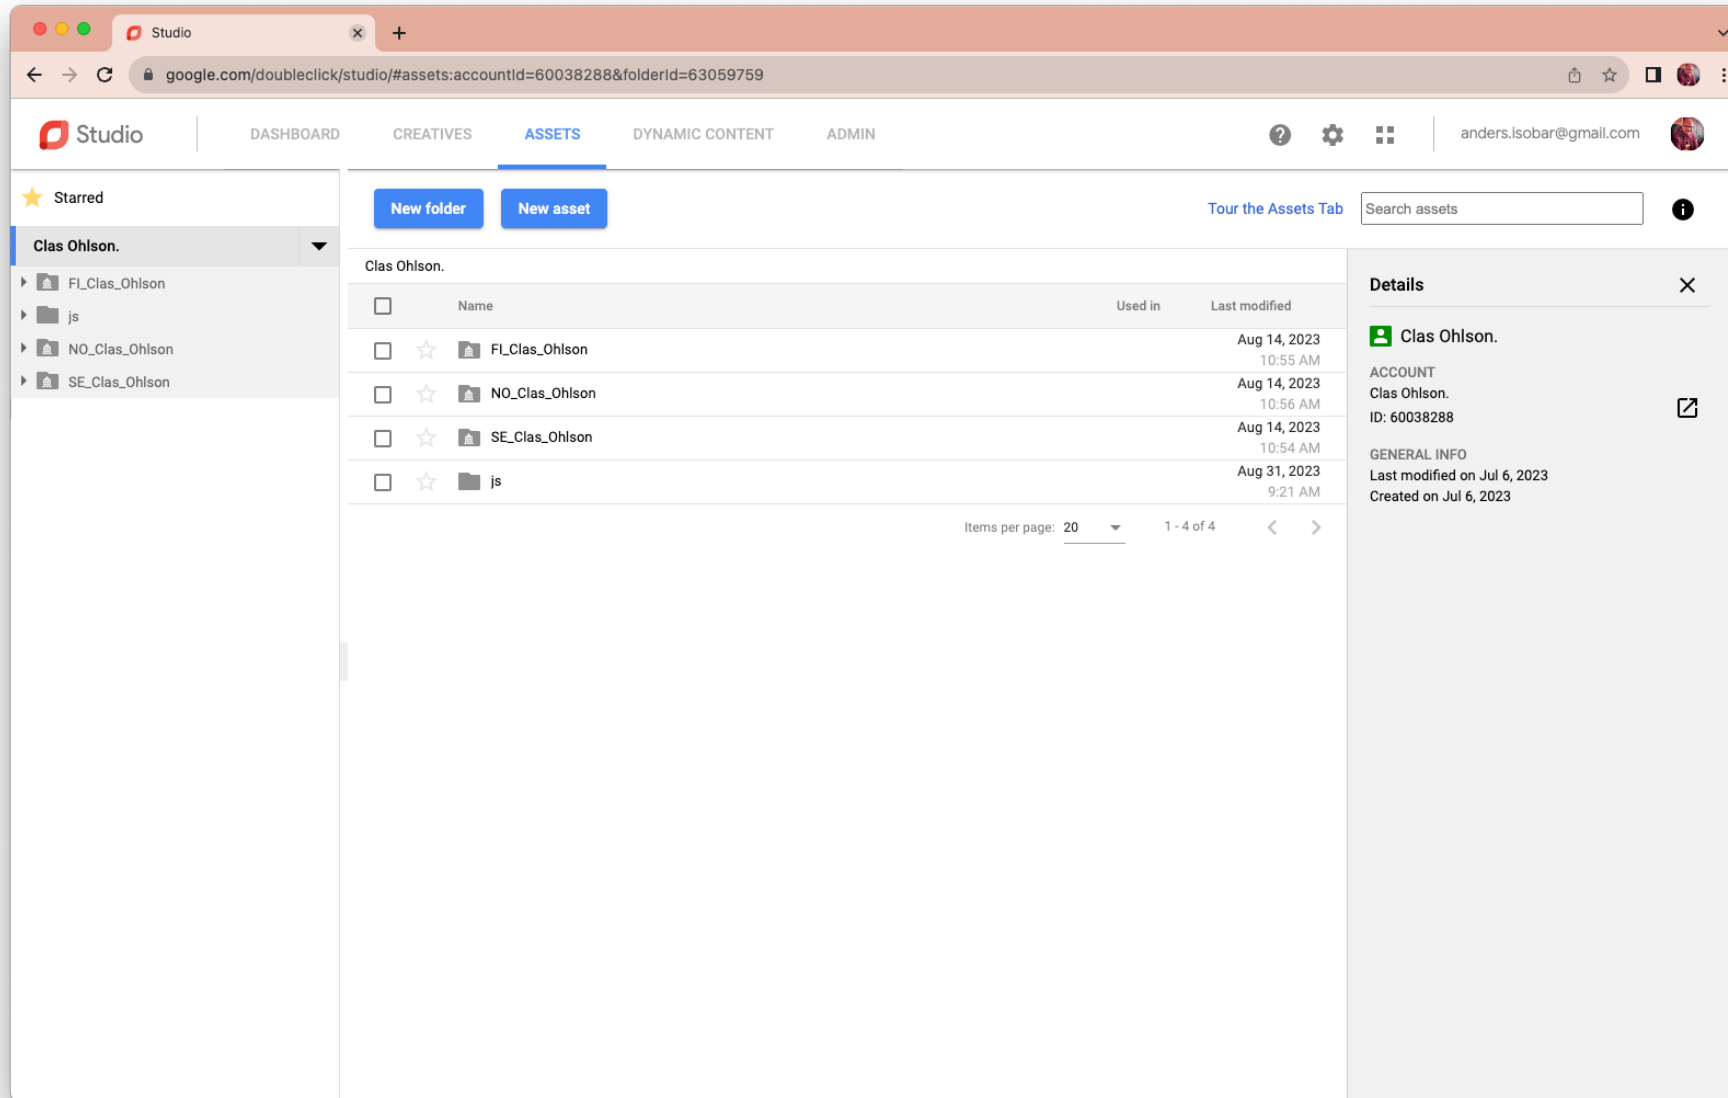 Studio
google.com/doubleclick/studio/#assets:accountId=60038288&folderId=63059759
Studio
DASHBOARD
CREATIVES
ASSETS
DYNAMIC CONTENT
ADMIN
anders.isobar@gmail.com
Starred
Clas Ohlson.
FI_Clas_Ohlson
js
NO_Clas_Ohlson
SE_Clas_Ohlson
New folder
New asset
Tour the Assets Tab
Search assets
Clas Ohlson.
Name
Used in
Last modified
FI_Clas_Ohlson
Aug 14, 2023
10:55 AM
NO_Clas_Ohlson
Aug 14, 2023
10:56 AM
SE_Clas_Ohlson
Aug 14, 2023
10:54 AM
js
Aug 31, 2023
9:21 AM
Items per page: 20
1 - 4 of 4
Details
Clas Ohlson.
ACCOUNT
Clas Ohlson.
ID: 60038288
GENERAL INFO
Last modified on Jul 6, 2023
Created on Jul 6, 2023